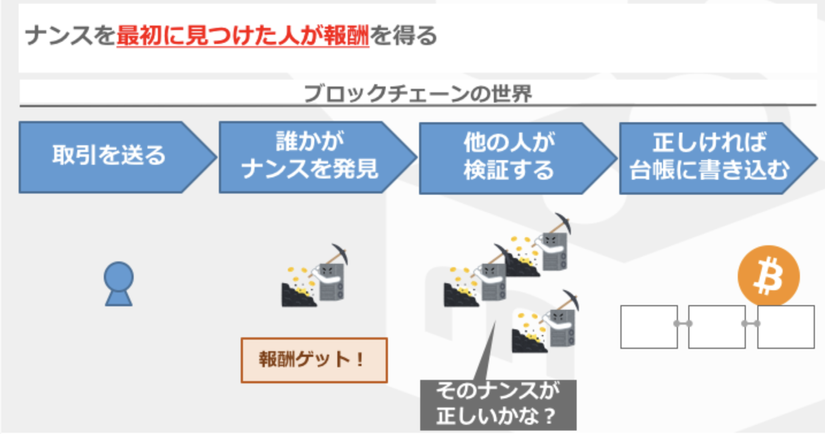 ナンスを最初に見つけた人が報酬を得る
ブロックチェーンの世界
取引を送る
誰かが
ナンスを発見
他の人が
検証する
正しければ
台帳に書き込む
報酬ゲット！
そのナンスが
正しいかな？